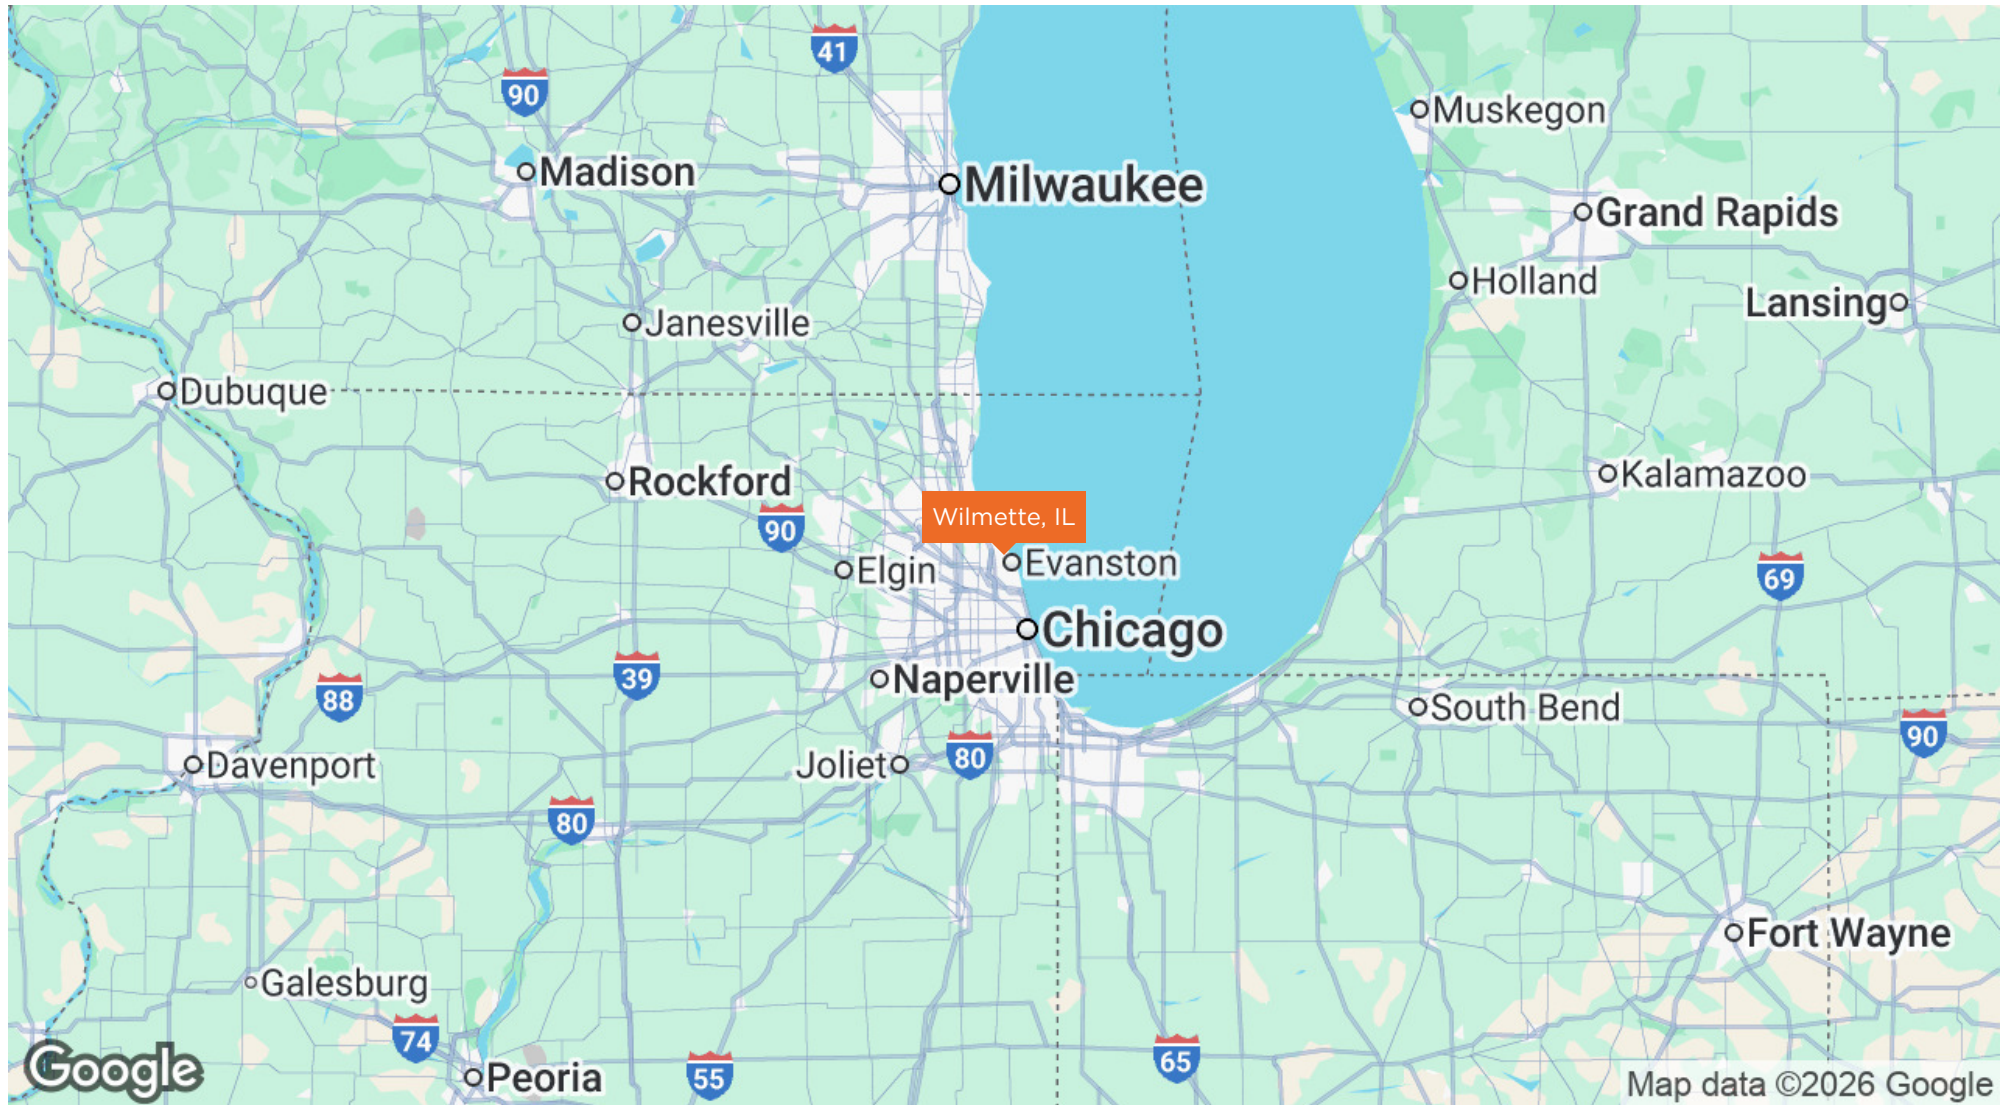 41
90
Muskegon
Madison
Milwaukee
Grand Rapids
Holland
Lansing
Janesville
Dubuque
Rockford
Kalamazoo
90
Wilmette, IL
Evanston
Elgin
69
Chicago
39
Naperville
88
South Bend
90
80
Joliet
Davenport
80
Fort Wayne
Galesburg
74
65
55
Peoria
Google
Map data ©2026 Google